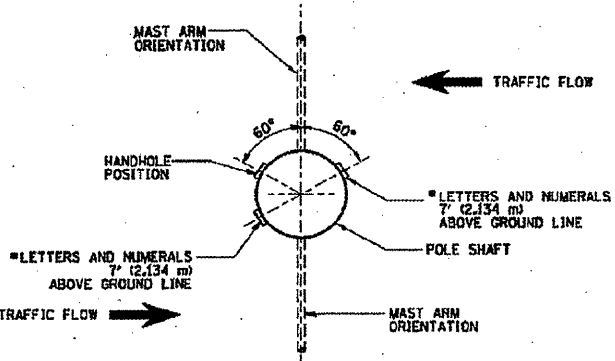 MAST ARM
ORIENTATION
TRAFFIC FLOW
60°
60°
HANDHOLE
POSITION
*LETTERS AND NUMERALS
7' (2.134 m)
ABOVE GROUND LINE
POLE SHAFT
*LETTERS AND NUMERALS
7' (2.134 m)
ABOVE GROUND LINE
TRAFFIC FLOW
MAST ARM
ORIENTATION